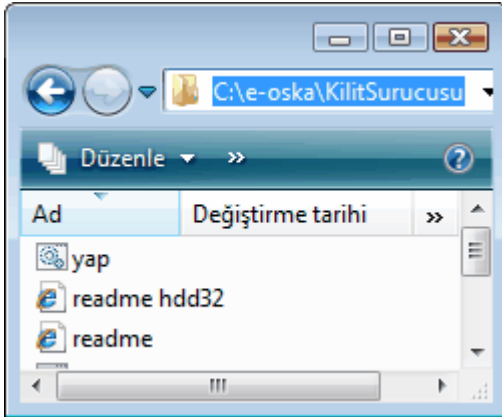 C:\e-oska\KilitSurucusu
Düzenle »
Ad Değiştirme tarihi »
yap
readme hdd32
readme